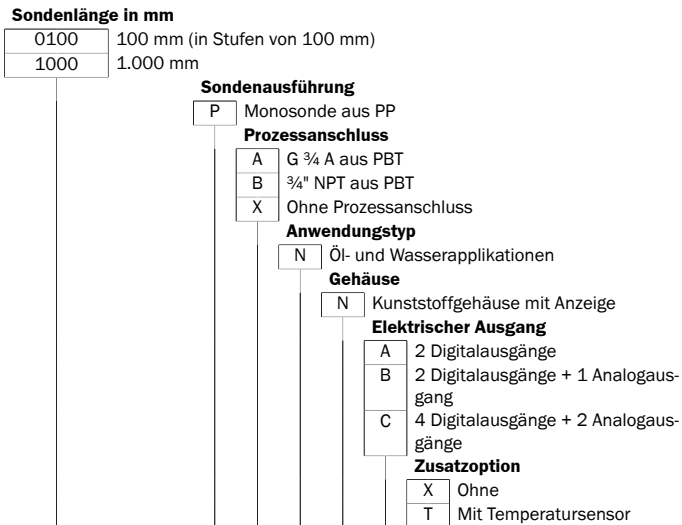 Sondenlänge in mm
0100 100 mm (in Stufen von 100 mm)
1000 1.000 mm
Sondenausführung
P Monosonde aus PP
Prozessanschluss
A G ¾ A aus PBT
B ¾" NPT aus PBT
X Ohne Prozessanschluss
Anwendungstyp
N Öl- und Wasserapplikationen
Gehäuse
N Kunststoffgehäuse mit Anzeige
Elektrischer Ausgang
A 2 Digitalausgänge
B 2 Digitalausgänge + 1 Analogaus-
gang
C 4 Digitalausgänge + 2 Analogaus-
gänge
Zusatzoption
X Ohne
T Mit Temperatursensor